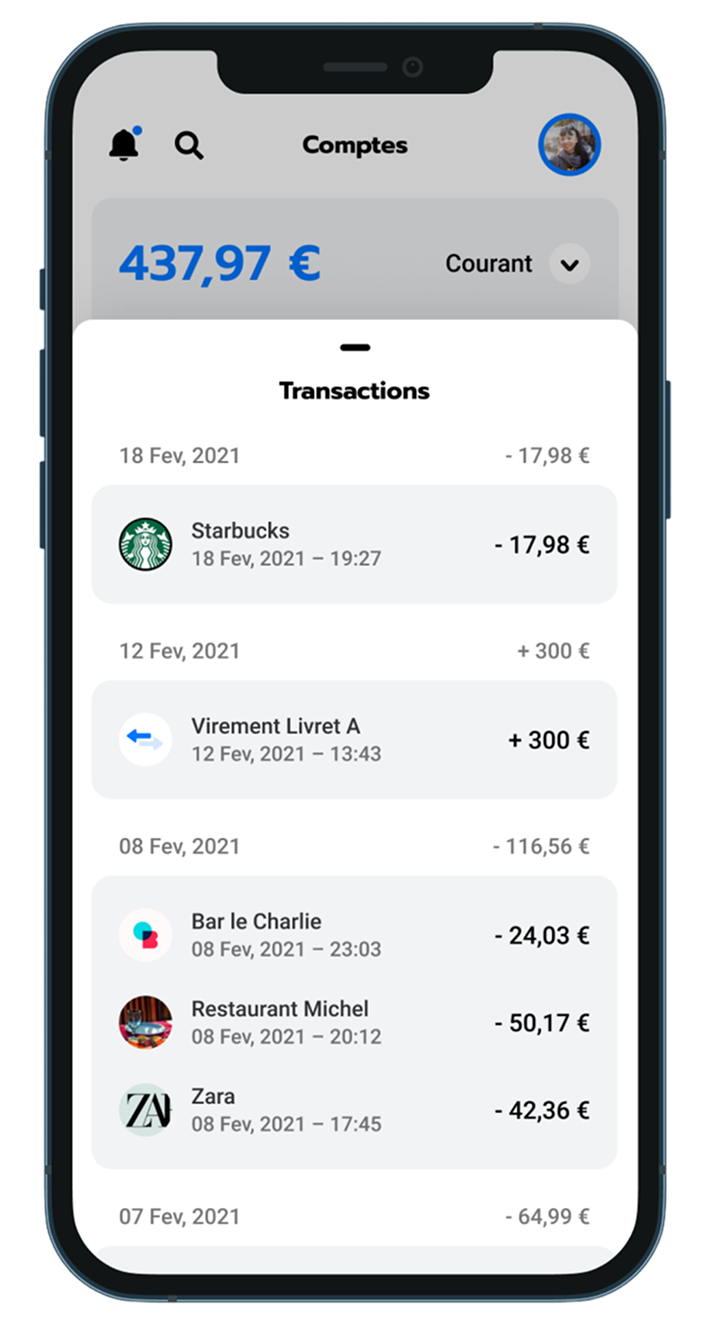 Comptes
437,97 €
Courant
Transactions
18 Fev, 2021
- 17,98 €
Starbucks
18 Fev, 2021 – 19:27
- 17,98 €
12 Fev, 2021
+ 300 €
Virement Livret A
12 Fev, 2021 – 13:43
+ 300 €
08 Fev, 2021
- 116,56 €
Bar le Charlie
08 Fev, 2021 – 23:03
- 24,03 €
Restaurant Michel
08 Fev, 2021 – 20:12
- 50,17 €
ZA
Zara
08 Fev, 2021 – 17:45
- 42,36 €
07 Fev, 2021
- 64,99 €